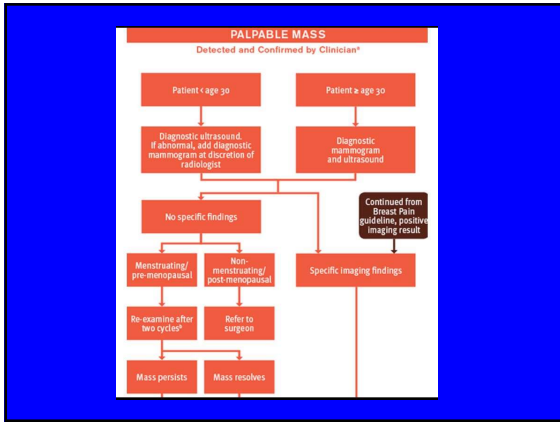 PALPABLE MASS
Detected and Confirmed by Clinicianª
Patient < age 30
Patient ≥ age 30
Diagnostic ultrasound.
If abnormal, add diagnostic
mammogram at discretion of
radiologist
Diagnostic
mammogram
and ultrasound
No specific findings
Continued from
Breast Pain
guideline, positive
imaging result
Menstruating/
pre-menopausal
Non-
menstruating/
post-menopausal
Specific imaging findings
Re-examine after
two cyclesᵇ
Refer to
surgeon
Mass persists
Mass resolves